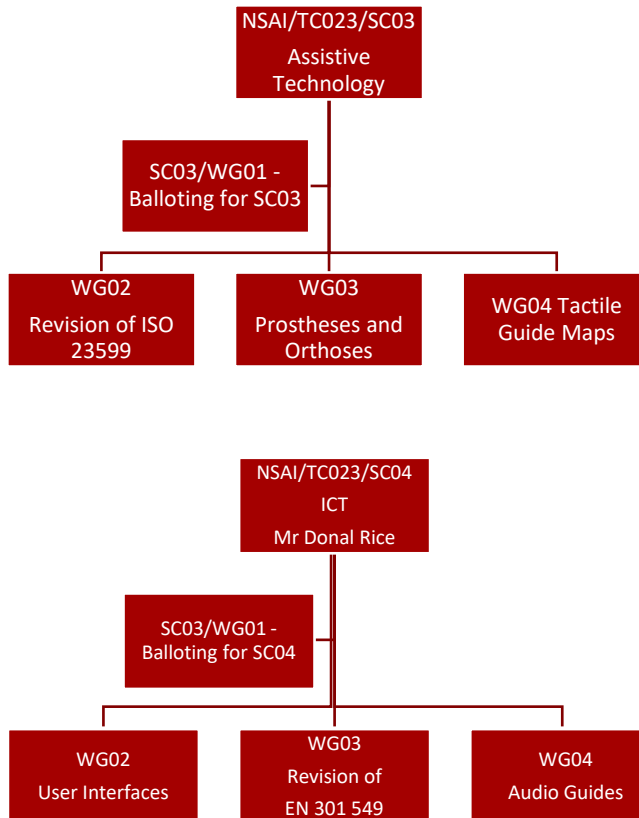 NSAI/TC023/SC03
Assistive
Technology
SC03/WG01 -
Balloting for SC03
WG02
Revision of ISO
23599
WG03
Prostheses and
Orthoses
WG04 Tactile
Guide Maps
NSAI/TC023/SC04
ICT
Mr Donal Rice
SC03/WG01 -
Balloting for SC04
WG02
User Interfaces
WG03
Revision of
EN 301 549
WG04
Audio Guides